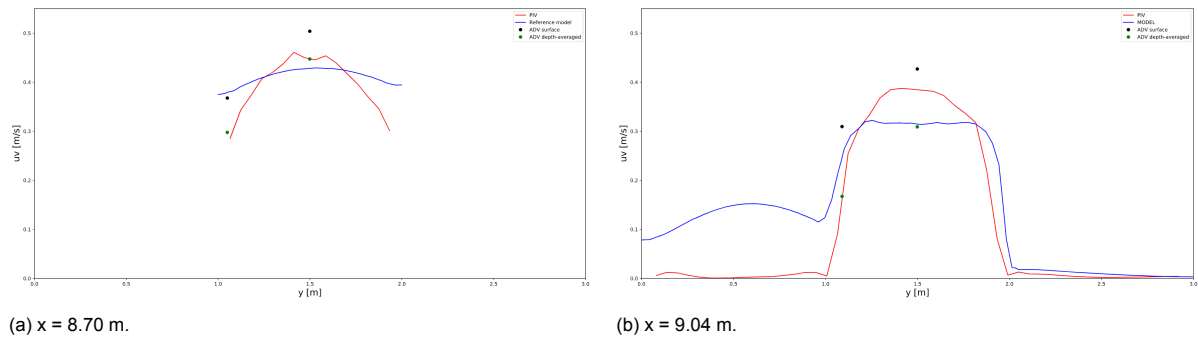 PIV
Reference model
ADV surface
ADV depth-averaged
0.5
0.4
0.3
0.2
0.1
0.0
uv [m/s]
0.0 0.5 1.0 1.5 2.0 2.5 3.0
y [m]
(a) x = 8.70 m.
PIV
MODEL
ADV surface
ADV depth-averaged
0.5
0.4
0.3
0.2
0.1
0.0
uv [m/s]
0.0 0.5 1.0 1.5 2.0 2.5 3.0
y [m]
(b) x = 9.04 m.